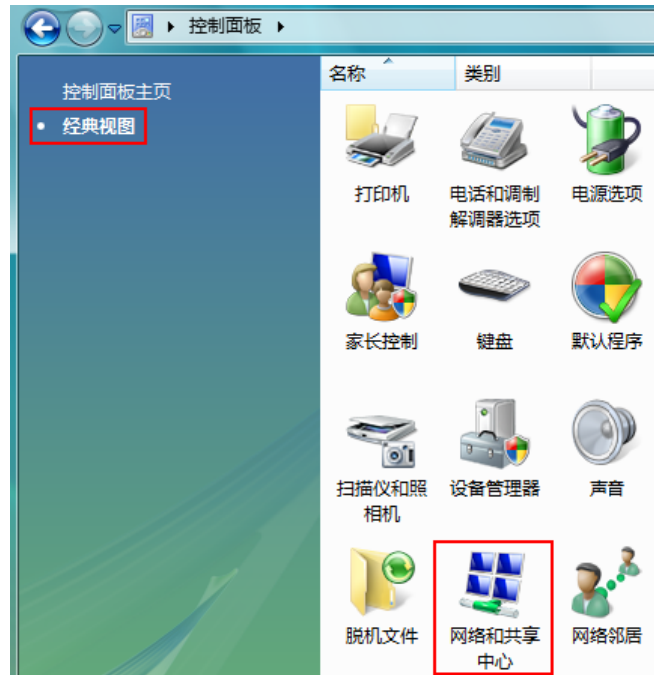 控制面板
名称 类别
控制面板主页
经典视图
打印机 电话和调制 电源选项
解调器选项
家长控制 键盘 默认程序
扫描仪和照 设备管理器 声音
相机
脱机文件 网络和共享 网络邻居
中心